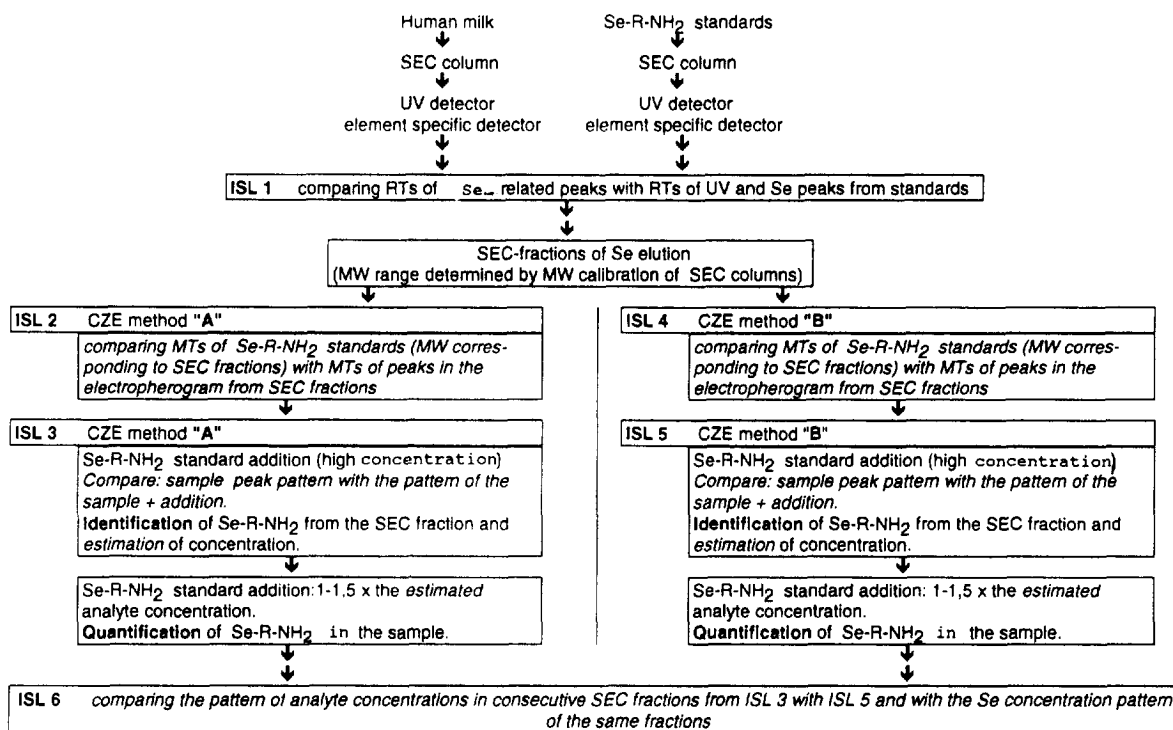 Human milk
SEC column
UV detector
element specific detector
Se-R-NH2 standards
SEC column
UV detector
element specific detector
ISL 1 comparing RTs of Se- related peaks with RTs of UV and Se peaks from standards
SEC-fractions of Se elution
(MW range determined by MW calibration of SEC columns)
ISL 2 CZE method "A"
comparing MTs of Se-R-NH2 standards (MW corres-
ponding to SEC fractions) with MTs of peaks in the
electropherogram from SEC fractions
ISL 3 CZE method "A"
Se-R-NH2 standard addition (high concentration)
Compare: sample peak pattern with the pattern of the
sample + addition.
Identification of Se-R-NH2 from the SEC fraction and
estimation of concentration.
Se-R-NH2 standard addition: 1-1,5 x the estimated
analyte concentration.
Quantification of Se-R-NH2 in the sample.
ISL 4 CZE method "B"
comparing MTs of Se-R-NH2 standards (MW corres-
ponding to SEC fractions) with MTs of peaks in the
electropherogram from SEC fractions
ISL 5 CZE method "B"
Se-R-NH2 standard addition (high concentration)
Compare: sample peak pattern with the pattern of the
sample + addition.
Identification of Se-R-NH2 from the SEC fraction and
estimation of concentration.
Se-R-NH2 standard addition: 1-1,5 x the estimated
analyte concentration.
Quantification of Se-R-NH2 in the sample.
ISL 6 comparing the pattern of analyte concentrations in consecutive SEC fractions from ISL 3 with ISL 5 and with the Se concentration pattern
of the same fractions